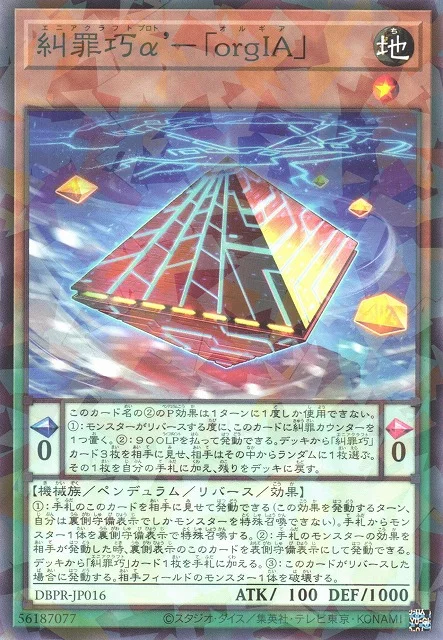 エニアクラフトプロト オルギア
糾罪巧α’－「orgIA」
地
このカード名の②のP効果は1ターンに1度しか使用できない。
①：モンスターがリバースする度に、このカードに糾罪カウンター
を1つ置く。②：900LPを払って発動できる。デッキから「糾罪巧」
カード3枚を相手に見せ、相手はその中からランダムに1枚選ぶ。
その1枚を自分の手札に加え、残りをデッキに戻す。
0 0
【機械族／ペンデュラム／リバース／効果】
①：手札のこのカードを相手に見せて発動できる（この効果を発動するターン、
自分は裏側守備表示でしかモンスターを特殊召喚できない）。手札からモンス
ター1体を裏側守備表示で特殊召喚する。②：相手のモンスターの効果を
相手が発動した時、裏側表示のこのカードを表側守備表示にして発動できる。
デッキから「糾罪巧」カード1枚を手札に加える。③：このカードがリバースした
場合に発動する。相手フィールドのモンスター1体を破壊する。
DBPR-JP016 ATK/ 100 DEF/1000
56187077 ©スタジオ・ダイス／集英社・テレビ東京・KONAMI